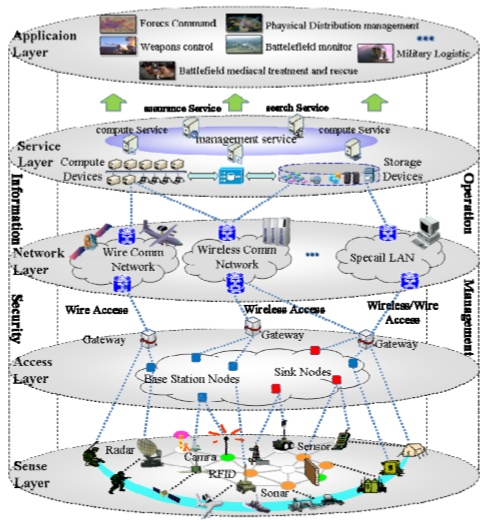 Forces Command
Phaysical Distribution management
Applicaion
Layer
Weapons control
Battlefield monitor
Military Logistic
Battlefield mediacal treatment and rescue
assurance Service
search Service
compute Service
management service
compute Service
Service
Layer
Compute
Devices
Storage
Devices
Information
Operation
Wire Comm
Network
Wireless Comm
Network
Specail LAN
Network
Layer
Security
Management
Wire Access
Wireless Access
Wireless/Wire
Access
Gateway
Gateway
Gateway
Access
Layer
Base Station Nodes
Sink Nodes
Radar
Camra
Sensor
RFID
Sonar
Sense
Layer